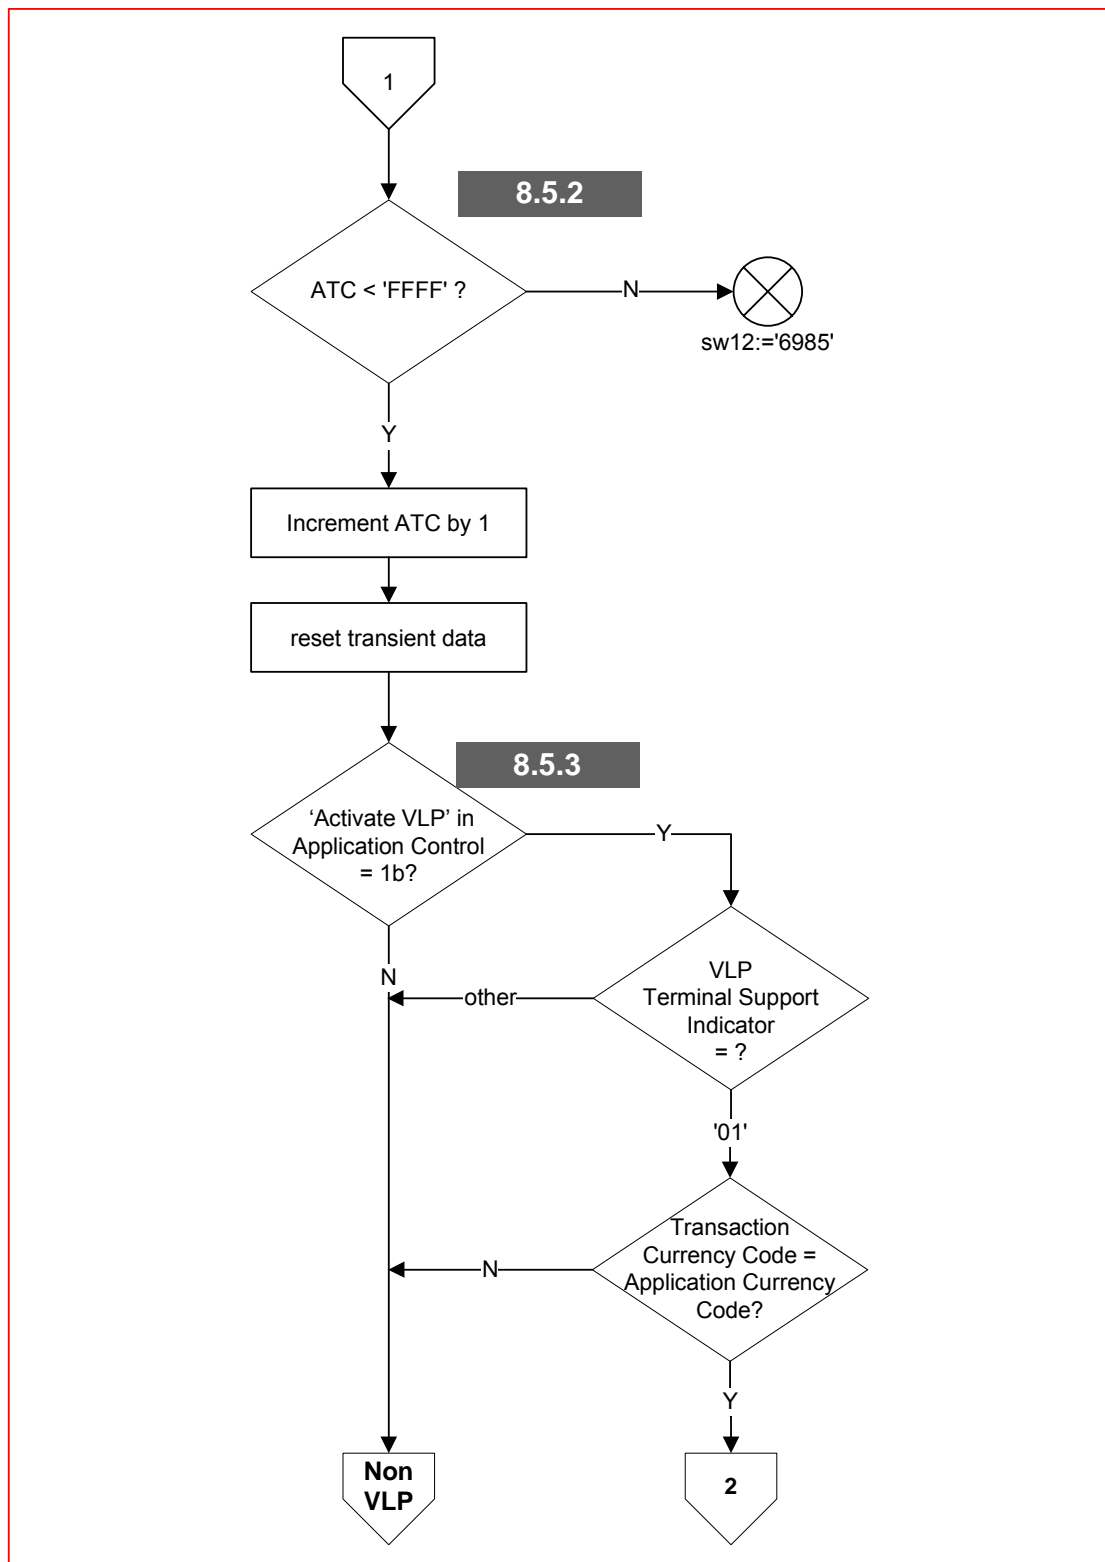 1
8.5.2
ATC < 'FFFF' ?
N
sw12:='6985'
Y
Increment ATC by 1
reset transient data
8.5.3
‘Activate VLP’ in
Application Control
= 1b?
Y
N
VLP
Terminal Support
Indicator
= ?
other
'01'
Transaction
Currency Code =
Application Currency
Code?
N
Y
Non
VLP
2